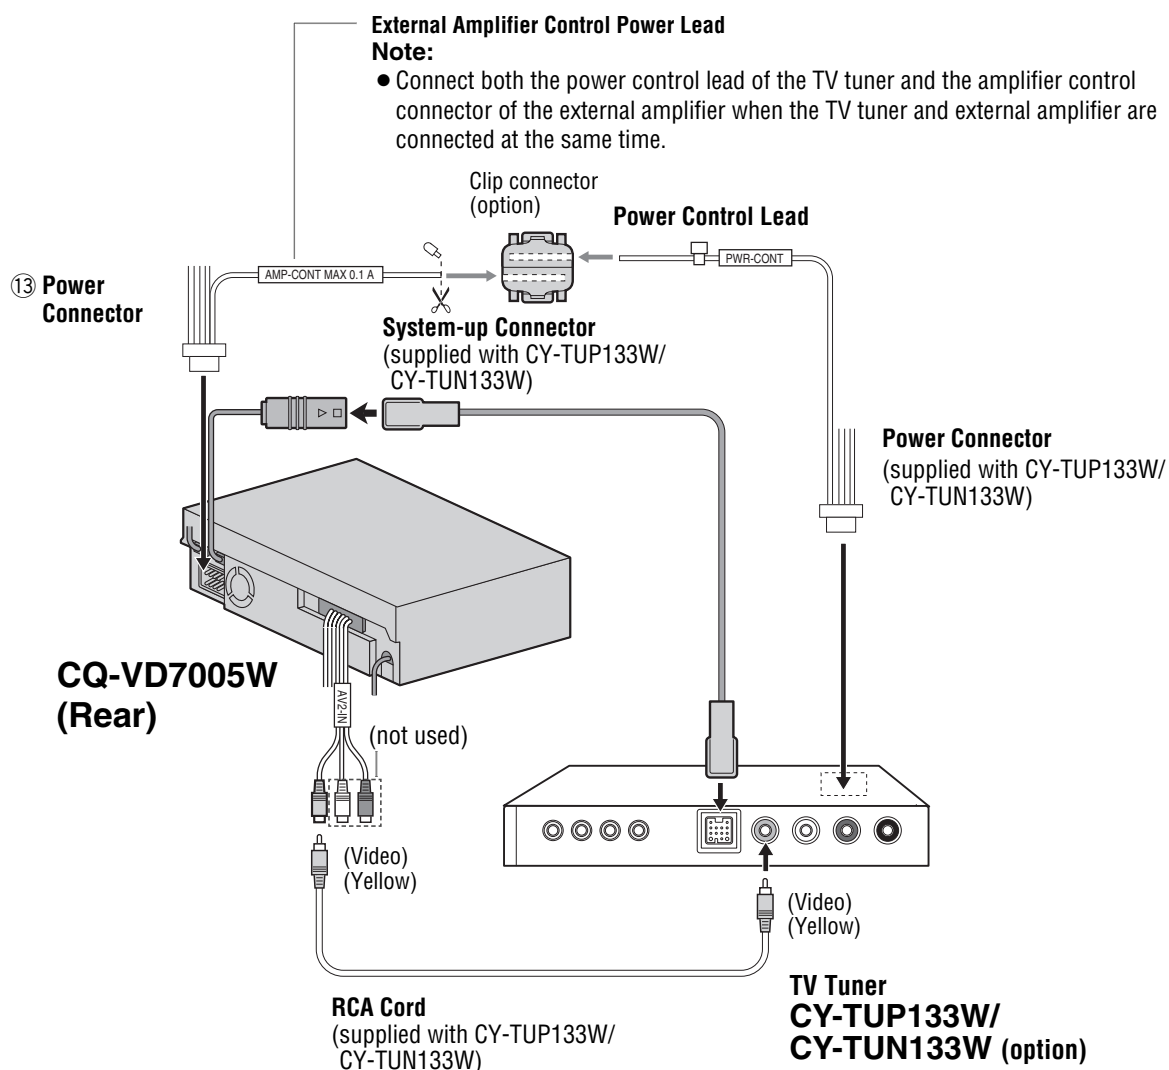 External Amplifier Control Power Lead
Note:
● Connect both the power control lead of the TV tuner and the amplifier control
connector of the external amplifier when the TV tuner and external amplifier are
connected at the same time.
Clip connector
(option)
Power Control Lead
AMP-CONT MAX 0.1 A
PWR-CONT
⑬ Power
Connector
System-up Connector
(supplied with CY-TUP133W/
CY-TUN133W)
Power Connector
(supplied with CY-TUP133W/
CY-TUN133W)
CQ-VD7005W
(Rear)
AV2-IN
(not used)
(Video)
(Yellow)
(Video)
(Yellow)
RCA Cord
(supplied with CY-TUP133W/
CY-TUN133W)
TV Tuner
CY-TUP133W/
CY-TUN133W (option)